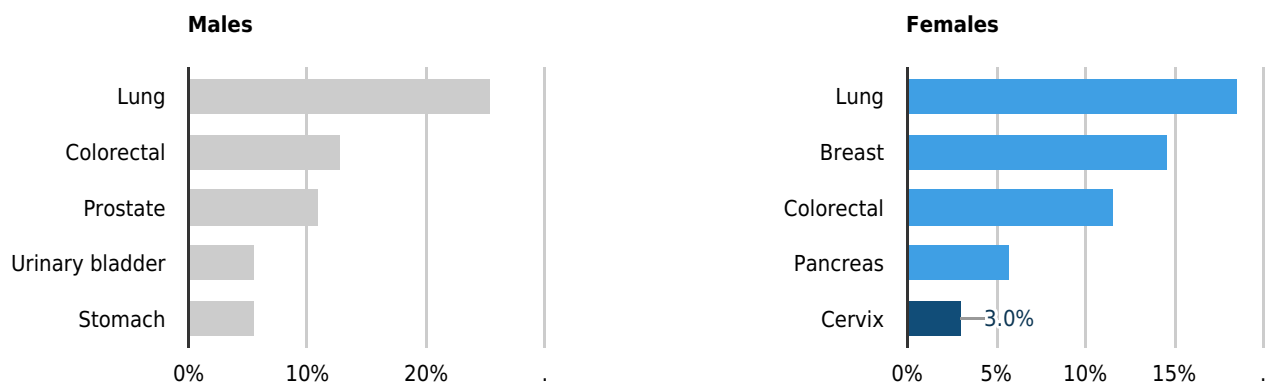 Males
Lung
Colorectal
Prostate
Urinary bladder
Stomach
0% 10% 20% .
Females
Lung
Breast
Colorectal
Pancreas
Cervix 3.0%
0% 5% 10% 15% .